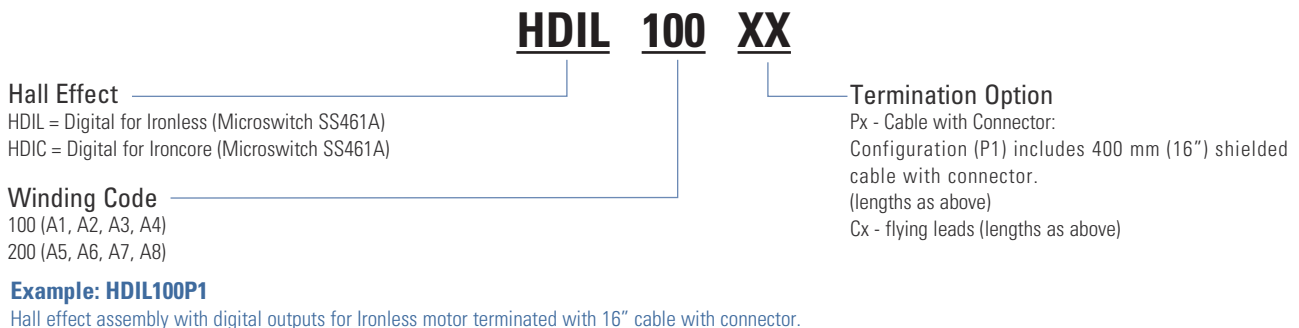 HDIL 100 XX
Hall Effect
HDIL = Digital for Ironless (Microswitch SS461A)
HDIC = Digital for Ironcore (Microswitch SS461A)
Winding Code
100 (A1, A2, A3, A4)
200 (A5, A6, A7, A8)
Termination Option
Px - Cable with Connector:
Configuration (P1) includes 400 mm (16”) shielded
cable with connector.
(lengths as above)
Cx - flying leads (lengths as above)
Example: HDIL100P1
Hall effect assembly with digital outputs for Ironless motor terminated with 16” cable with connector.